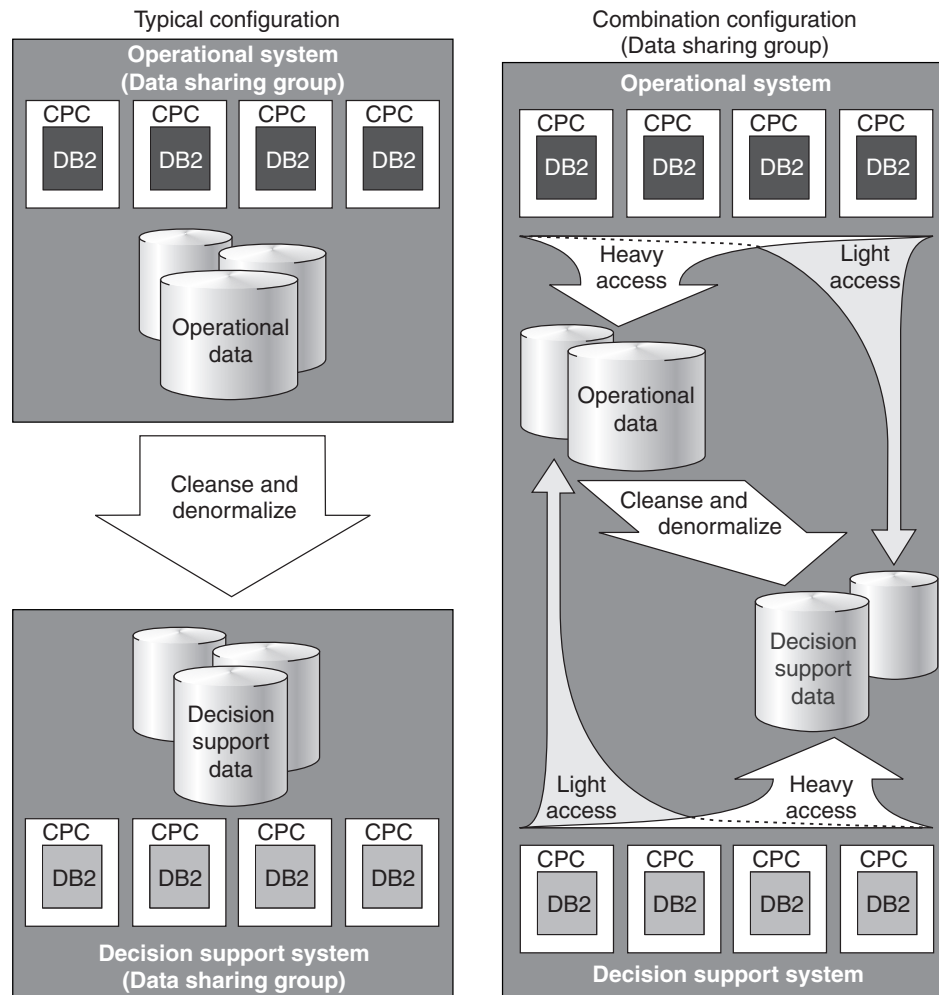 Typical configuration
Operational system
(Data sharing group)
CPC
CPC
CPC
CPC
DB2
DB2
DB2
DB2
Operational
data
Cleanse and
denormalize
Decision
support
data
CPC
CPC
CPC
CPC
DB2
DB2
DB2
DB2
Decision support system
(Data sharing group)
Combination configuration
(Data sharing group)
Operational system
CPC
CPC
CPC
CPC
DB2
DB2
DB2
DB2
Heavy
access
Light
access
Operational
data
Cleanse and
denormalize
Decision
support
data
Light
access
Heavy
access
CPC
CPC
CPC
CPC
DB2
DB2
DB2
DB2
Decision support system